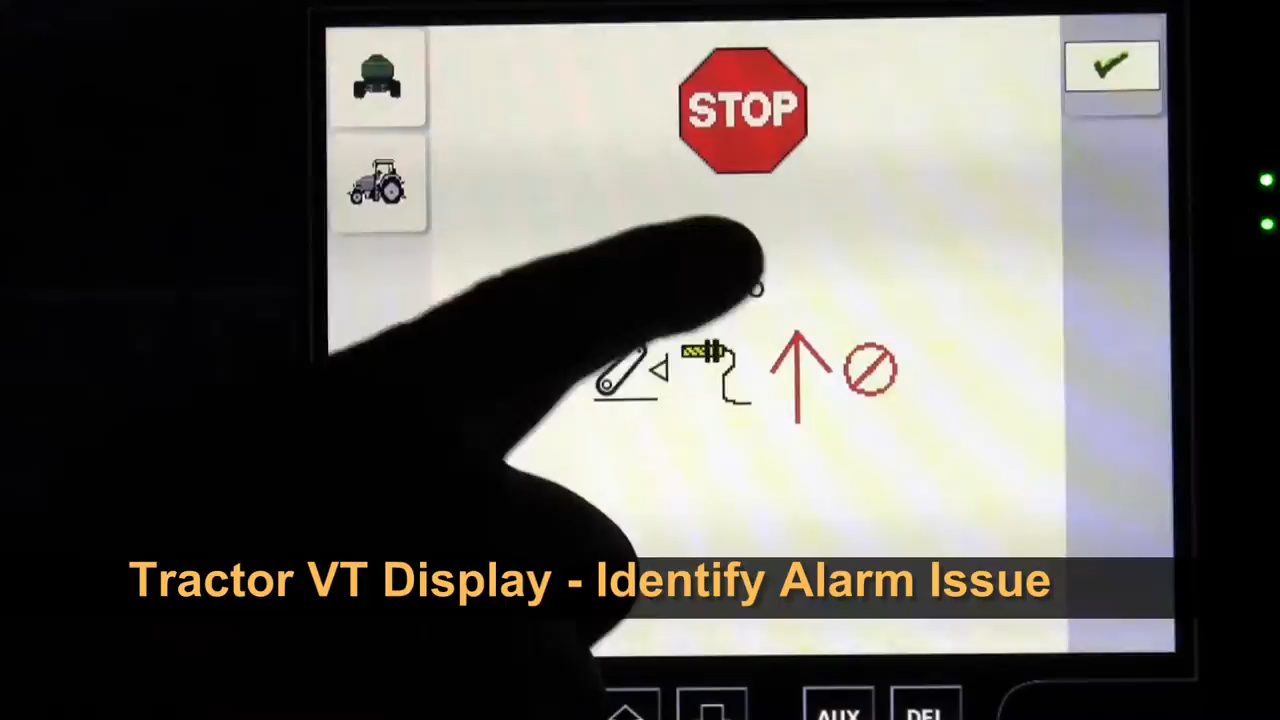 STOP
Tractor VT Display - Identify Alarm Issue
AUX
DEL